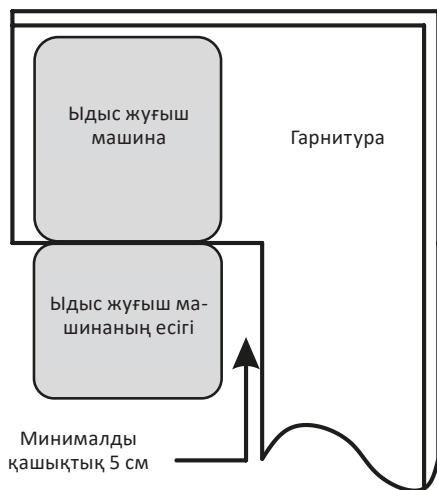 Ыдыс жуғыш
машина
Гарнитура
Ыдыс жуғыш ма-
шинаның есігі
Минималды
қашықтық 5 см